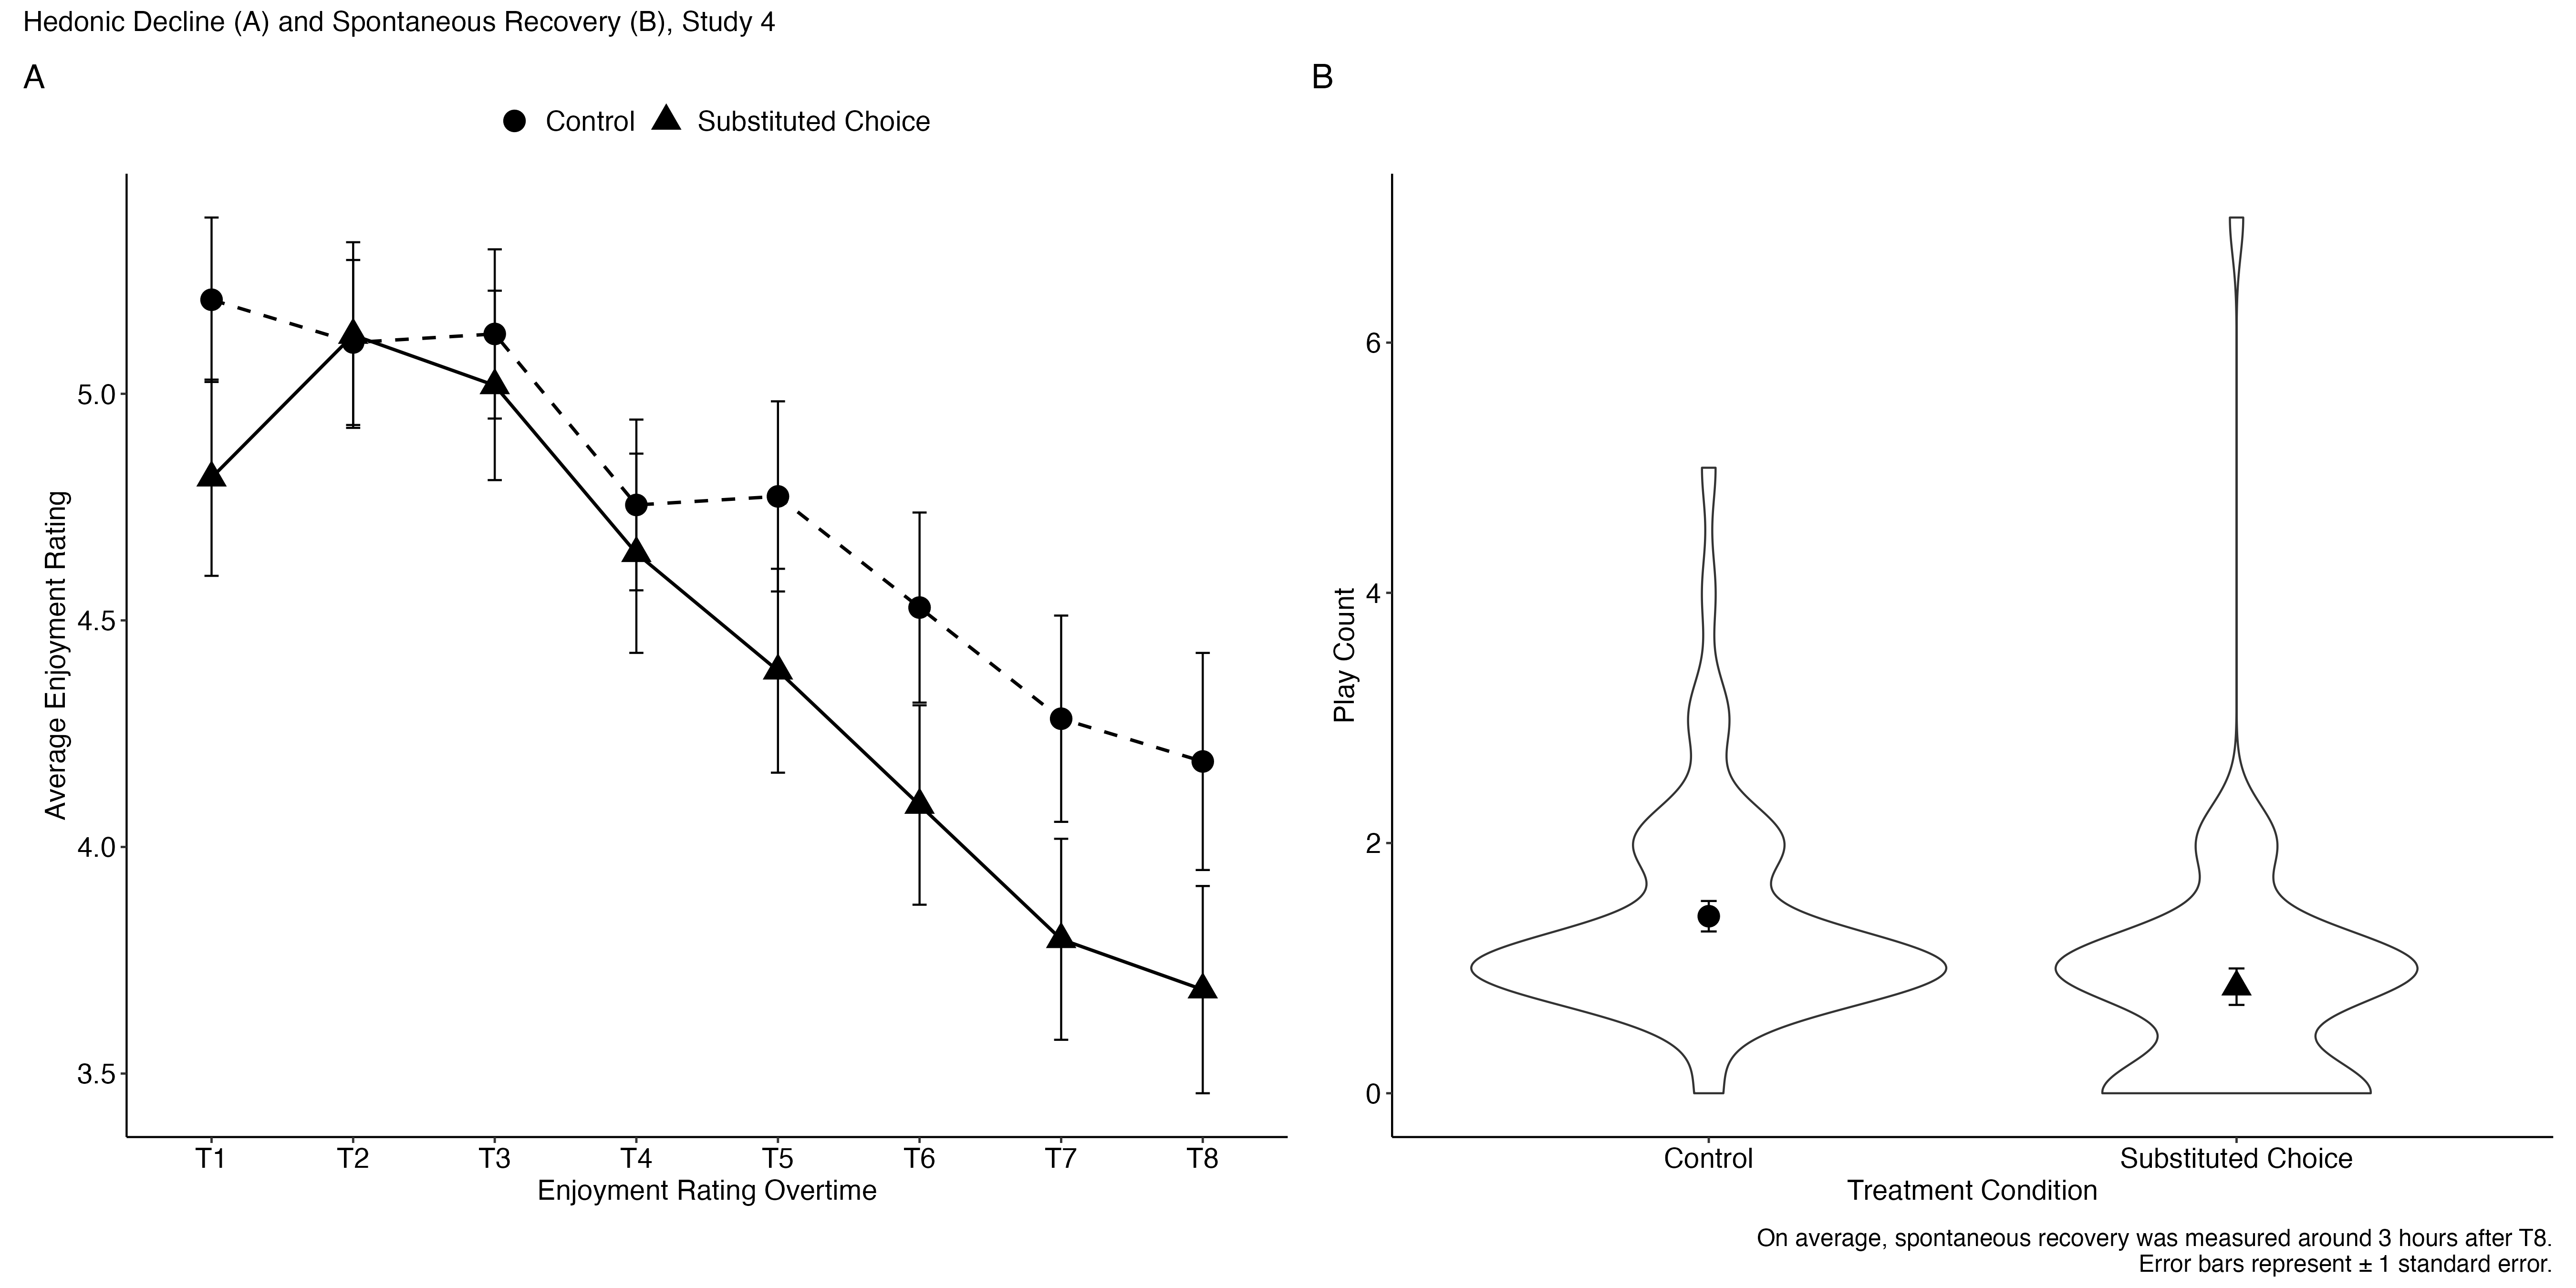 Hedonic Decline (A) and Spontaneous Recovery (B), Study 4
A
Control
Substituted Choice
5.0
4.5
4.0
3.5
Average Enjoyment Rating
T1 T2 T3 T4 T5 T6 T7 T8
Enjoyment Rating Overtime
B
6
4
2
0
Play Count
Control
Substituted Choice
Treatment Condition
On average, spontaneous recovery was measured around 3 hours after T8.
Error bars represent ± 1 standard error.